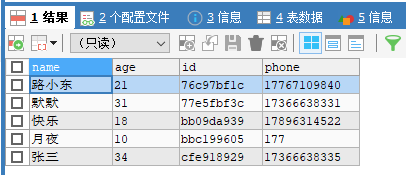 1 结果 2 个配置文件 3 信息 4 表数据 5 信息
(只读)
name age id phone
路小东 21 76c97bf1c 17767109840
默默 31 77e5fbf3c 17366638331
快乐 18 bb09da939 17896314522
月夜 10 bbc199605 177
张三 34 cfe918929 17366638335